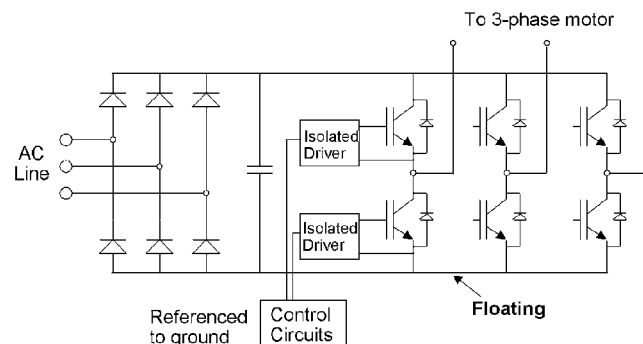 To 3-phase motor
AC
Line
Isolated
Driver
Isolated
Driver
Floating
Referenced
to ground
Control
Circuits